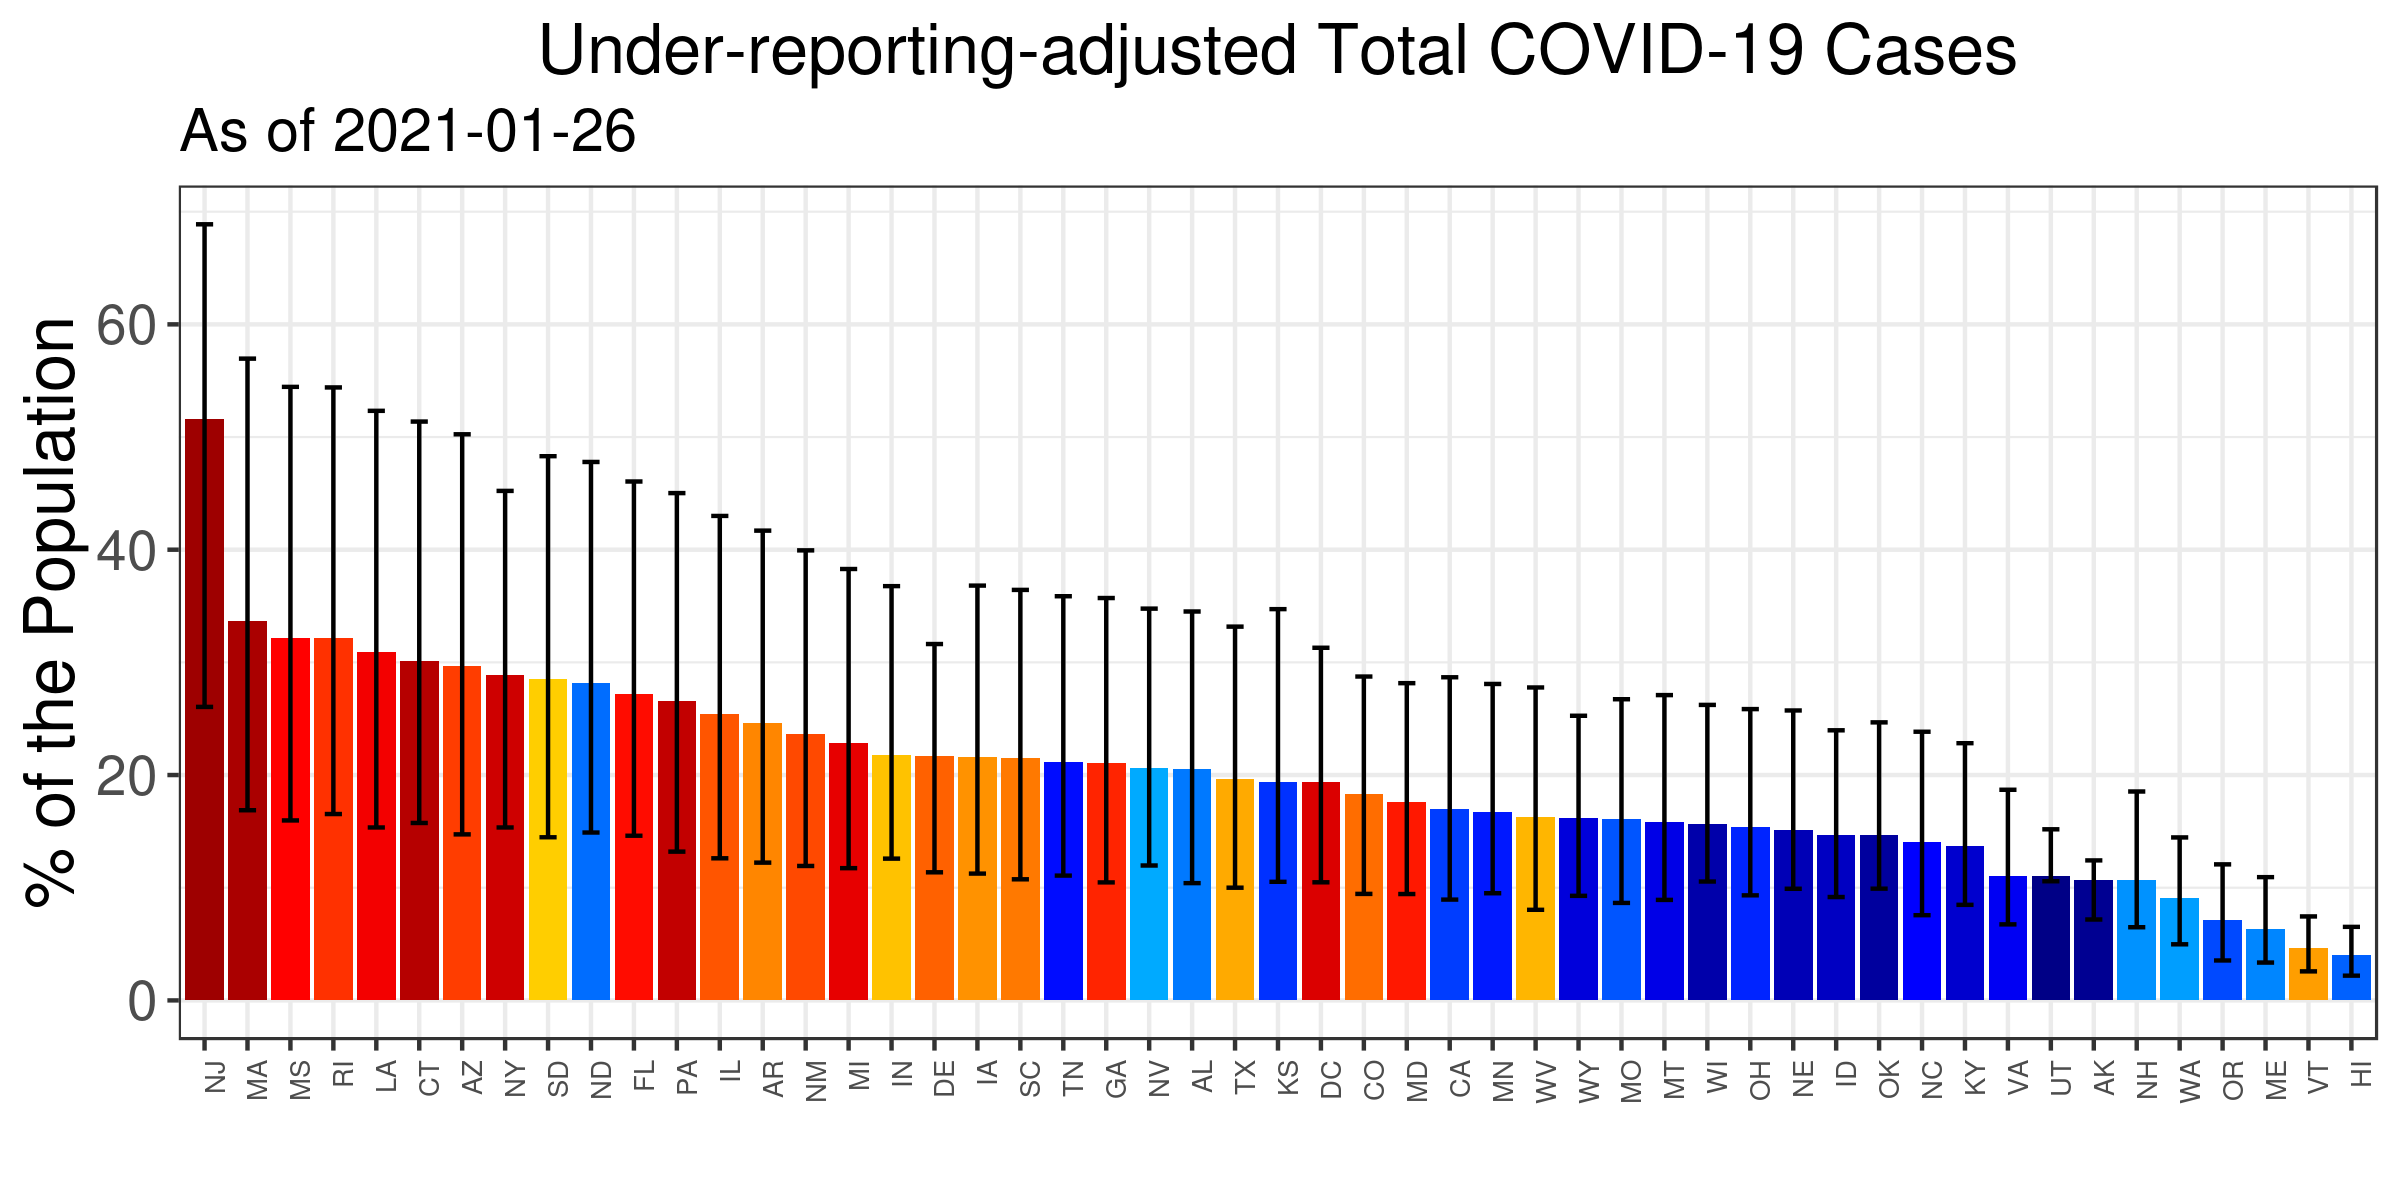 Under-reporting-adjusted Total COVID-19 Cases
As of 2021-01-26
% of the Population
60
40
20
0
NJ MA MS RI LA CT AZ NY SD ND FL PA IL AR NM MI IN DE IA SC TN GA NV AL TX KS DC CO MD CA MN WV WY MO MT WI OH NE ID OK NC KY VA UT AK NH WA OR ME VT HI